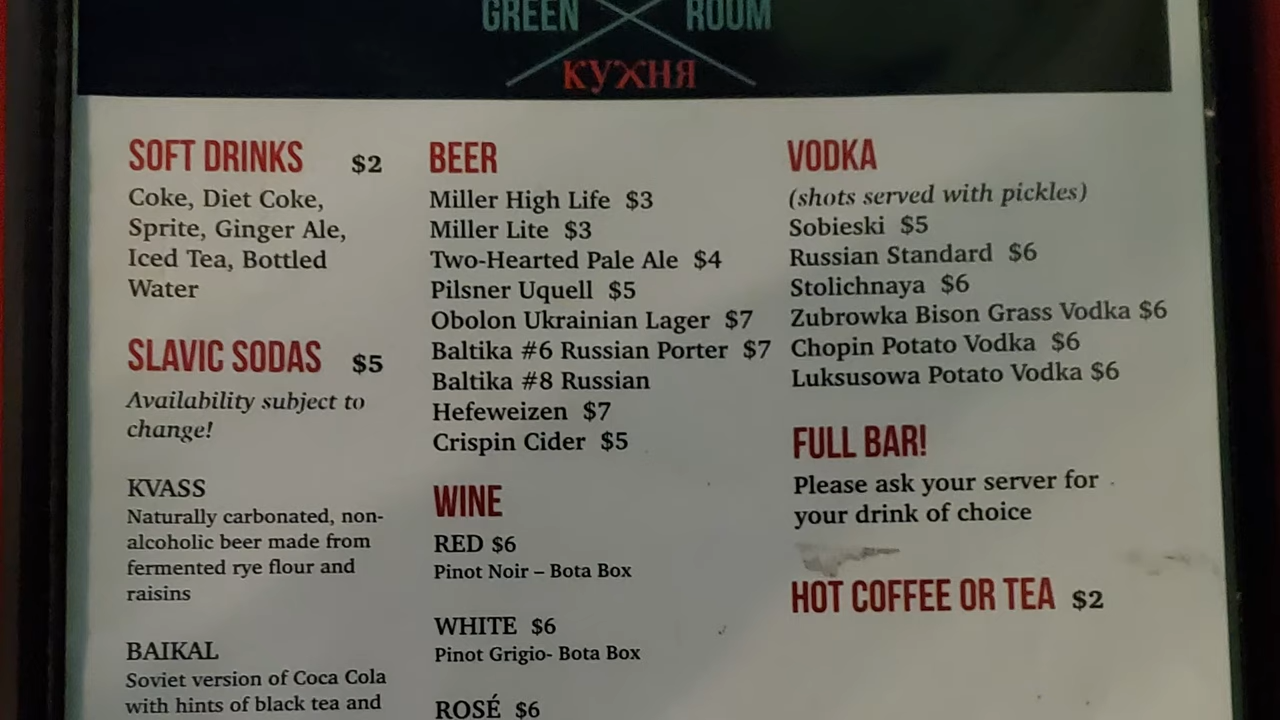 GREEN ROOM
КУХНЯ
SOFT DRINKS $2
Coke, Diet Coke,
Sprite, Ginger Ale,
Iced Tea, Bottled
Water
SLAVIC SODAS $5
Availability subject to
change!
KVASS
Naturally carbonated, non-
alcoholic beer made from
fermented rye flour and
raisins
BAIKAL
Soviet version of Coca Cola
with hints of black tea and
BEER
Miller High Life $3
Miller Lite $3
Two-Hearted Pale Ale $4
Pilsner Uquell $5
Obolon Ukrainian Lager $7
Baltika #6 Russian Porter $7
Baltika #8 Russian
Hefeweizen $7
Crispin Cider $5
WINE
RED $6
Pinot Noir – Bota Box
WHITE $6
Pinot Grigio- Bota Box
ROSÉ $6
VODKA
(shots served with pickles)
Sobieski $5
Russian Standard $6
Stolichnaya $6
Zubrowka Bison Grass Vodka $6
Chopin Potato Vodka $6
Luksusowa Potato Vodka $6
FULL BAR!
Please ask your server for
your drink of choice
HOT COFFEE OR TEA $2